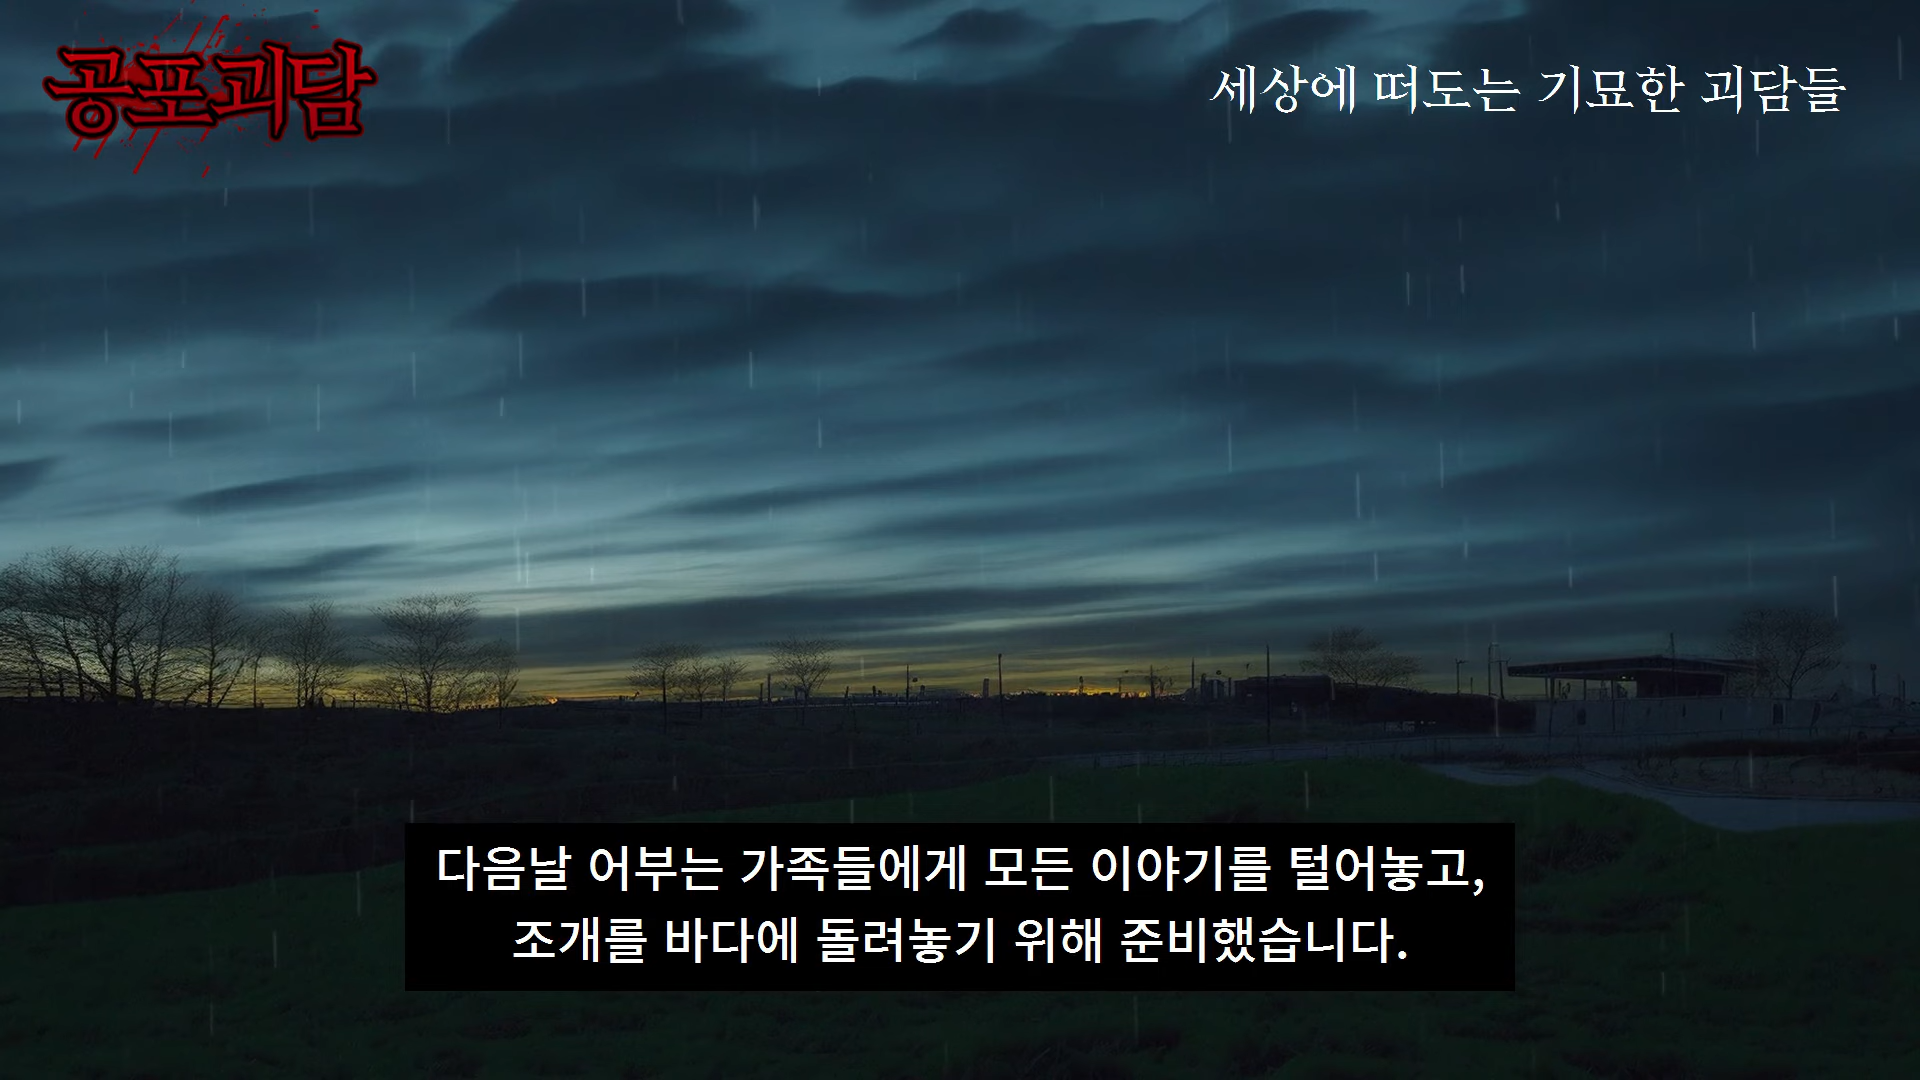 공포괴담
세상에 떠도는 기묘한 괴담들
다음날 어부는 가족들에게 모든 이야기를 털어놓고,
조개를 바다에 돌려놓기 위해 준비했습니다.